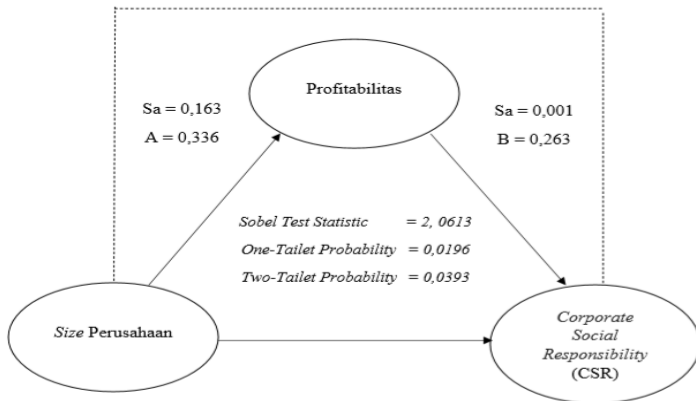 Profitabilitas
Sa = 0,163
A = 0,336
Sa = 0,001
B = 0,263
Sobel Test Statistic = 2, 0613
One-Tailet Probability = 0,0196
Two-Tailet Probability = 0,0393
Size Perusahaan
Corporate
Social
Responsibility
(CSR)